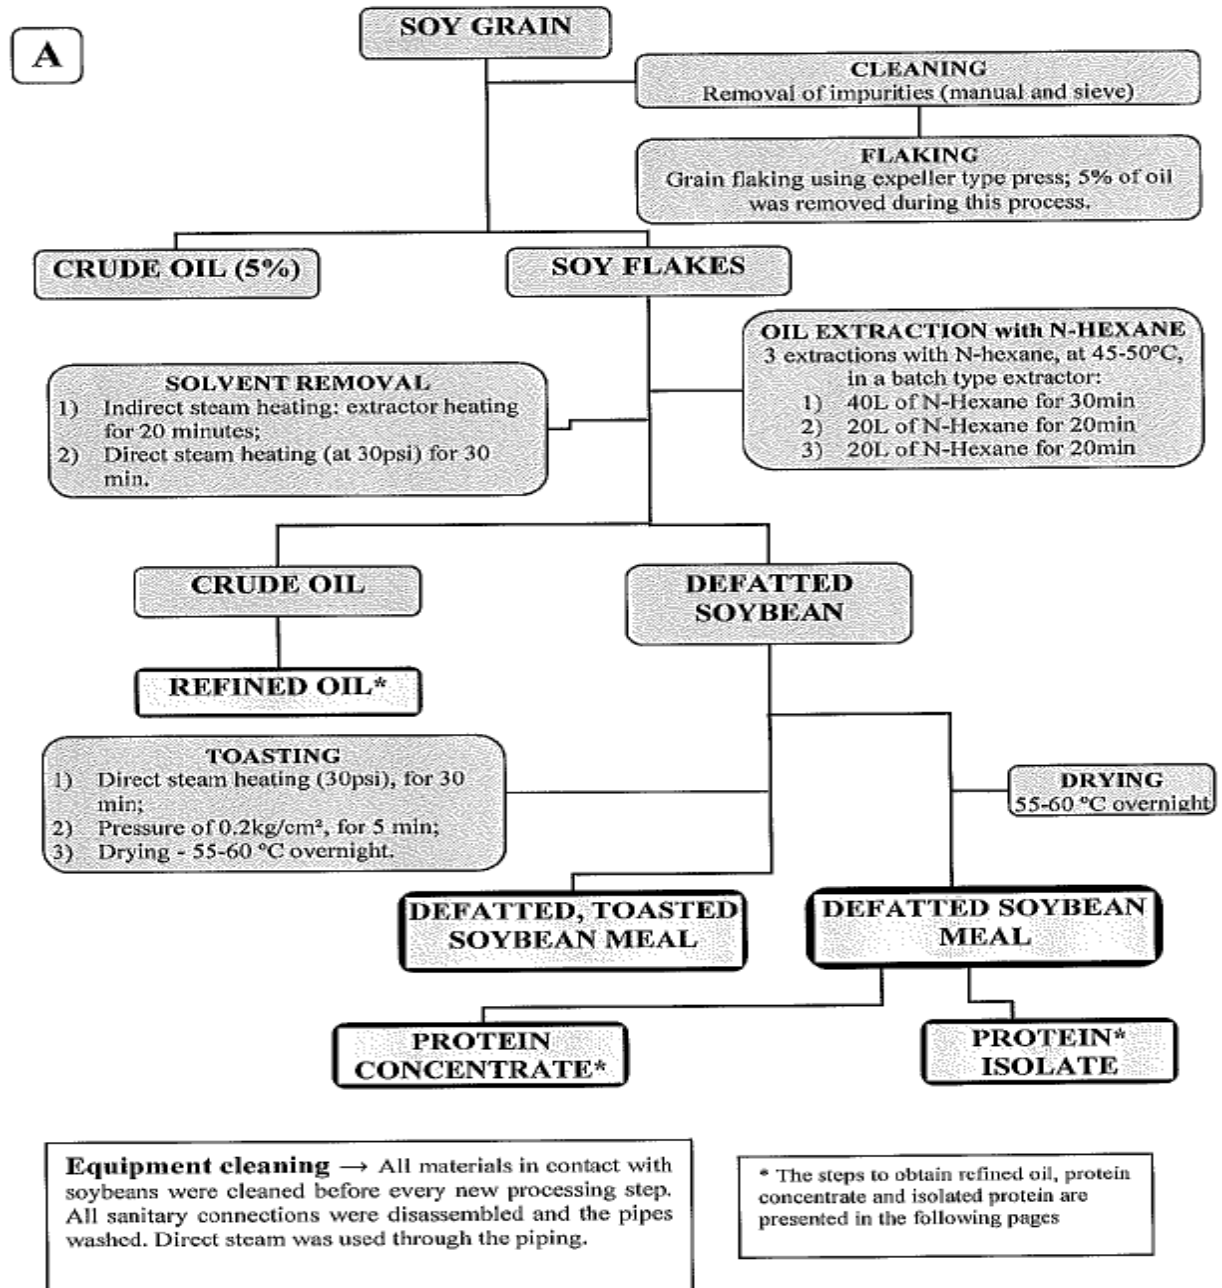 A
SOY GRAIN
CLEANING
Removal of impurities (manual and sieve)
FLAKING
Grain flaking using expeller type press; 5% of oil
was removed during this process.
CRUDE OIL (5%)
SOY FLAKES
OIL EXTRACTION with N-HEXANE
3 extractions with N-hexane, at 45-50ºC,
in a batch type extractor:
1) 40L of N-Hexane for 30min
2) 20L of N-Hexane for 20min
3) 20L of N-Hexane for 20min
SOLVENT REMOVAL
1) Indirect steam heating: extractor heating
for 20 minutes;
2) Direct steam heating (at 30psi) for 30
min.
CRUDE OIL
DEFATTED
SOYBEAN
REFINED OIL*
TOASTING
1) Direct steam heating (30psi), for 30
min;
2) Pressure of 0.2kg/cm², for 5 min;
3) Drying - 55-60 ºC overnight.
DRYING
55-60 ºC overnight
DEFATTED, TOASTED
SOYBEAN MEAL
DEFATTED SOYBEAN
MEAL
PROTEIN
CONCENTRATE*
PROTEIN*
ISOLATE
Equipment cleaning → All materials in contact with
soybeans were cleaned before every new processing step.
All sanitary connections were disassembled and the pipes
washed. Direct steam was used through the piping.
* The steps to obtain refined oil, protein
concentrate and isolated protein are
presented in the following pages